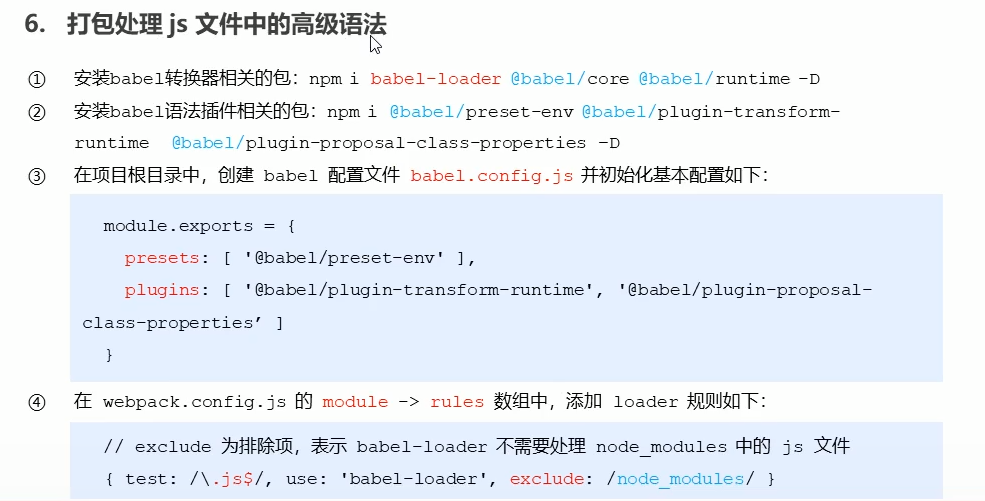 6. 打包处理 js 文件中的高级语法
① 安装babel转换器相关的包：npm i babel-loader @babel/core @babel/runtime -D
② 安装babel语法插件相关的包：npm i @babel/preset-env @babel/plugin-transform-
runtime @babel/plugin-proposal-class-properties -D
③ 在项目根目录中，创建 babel 配置文件 babel.config.js 并初始化基本配置如下：
module.exports = {
presets: [ '@babel/preset-env' ],
plugins: [ '@babel/plugin-transform-runtime', '@babel/plugin-proposal-
class-properties’ ]
}
④ 在 webpack.config.js 的 module -> rules 数组中，添加 loader 规则如下：
// exclude 为排除项，表示 babel-loader 不需要处理 node_modules 中的 js 文件
{ test: /\.js$/, use: 'babel-loader', exclude: /node_modules/ }